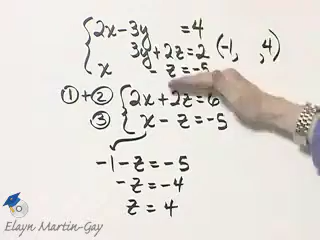 2x - 3y = 4
3y + 2z = 2 (-1, , 4)
x - z = -5
① + ② 2x + 2z = 6
③ x - z = -5
-1 - z = -5
-z = -4
z = 4
Elayn Martin-Gay